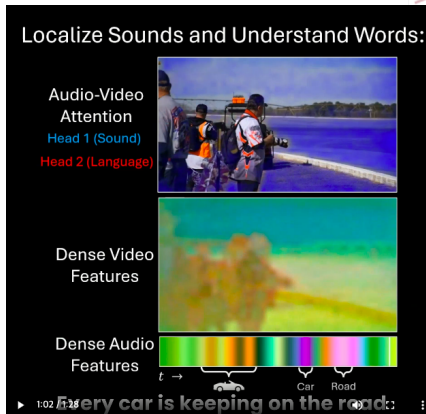 Localize Sounds and Understand Words:
Audio-Video
Attention
Head 1 (Sound)
Head 2 (Language)
Dense Video
Features
Dense Audio
Features
t →
Car Road
Every car is keeping on the road.
1:02 / 1:28